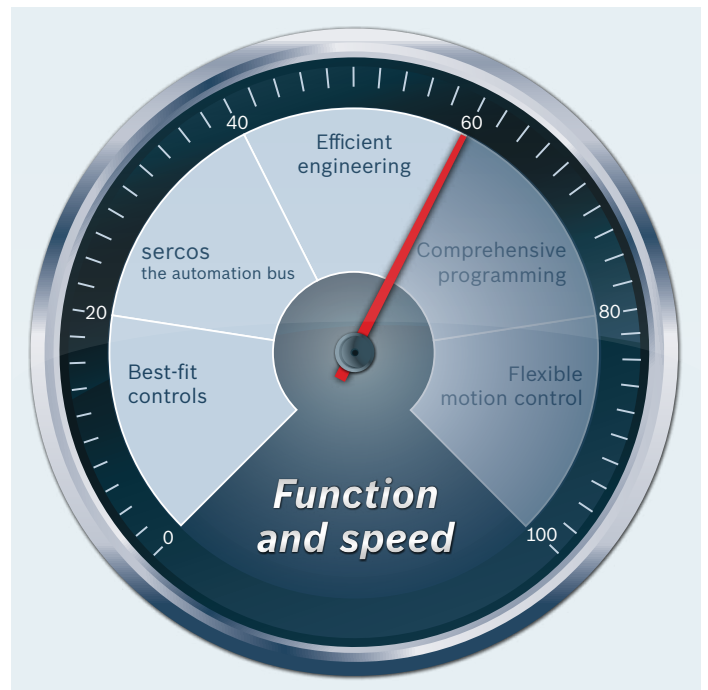 40
60
Efficient
engineering
sercos
the automation bus
Comprehensive
programming
20
80
Best-fit
controls
Flexible
motion control
0
100
Function
and speed